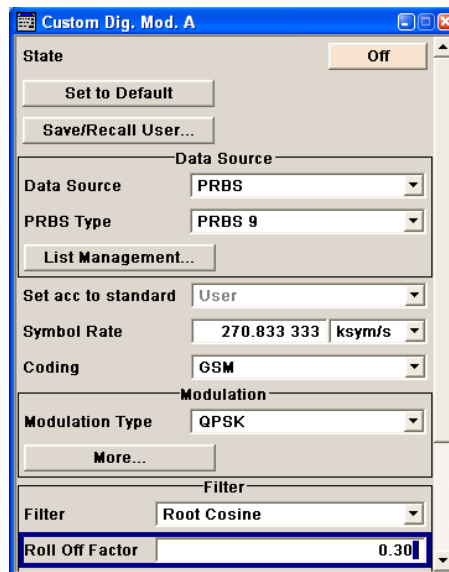 Custom Dig. Mod. A
State Off
Set to Default
Save/Recall User...
Data Source
Data Source PRBS
PRBS Type PRBS 9
List Management...
Set acc to standard User
Symbol Rate 270.833 333 ksym/s
Coding GSM
Modulation
Modulation Type QPSK
More...
Filter
Filter Root Cosine
Roll Off Factor 0.30